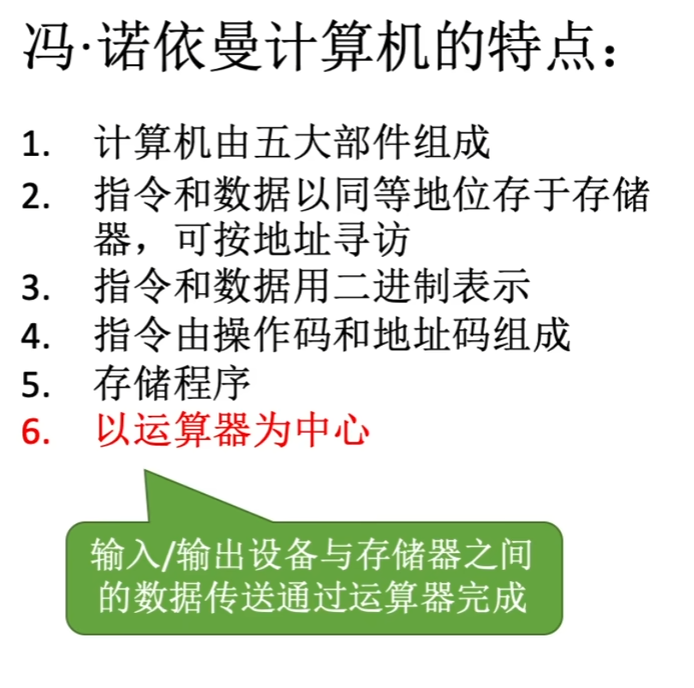 冯·诺依曼计算机的特点：
1. 计算机由五大部件组成
2. 指令和数据以同等地位存于存储
器，可按地址寻访
3. 指令和数据用二进制表示
4. 指令由操作码和地址码组成
5. 存储程序
6. 以运算器为中心
输入/输出设备与存储器之间
的数据传送通过运算器完成